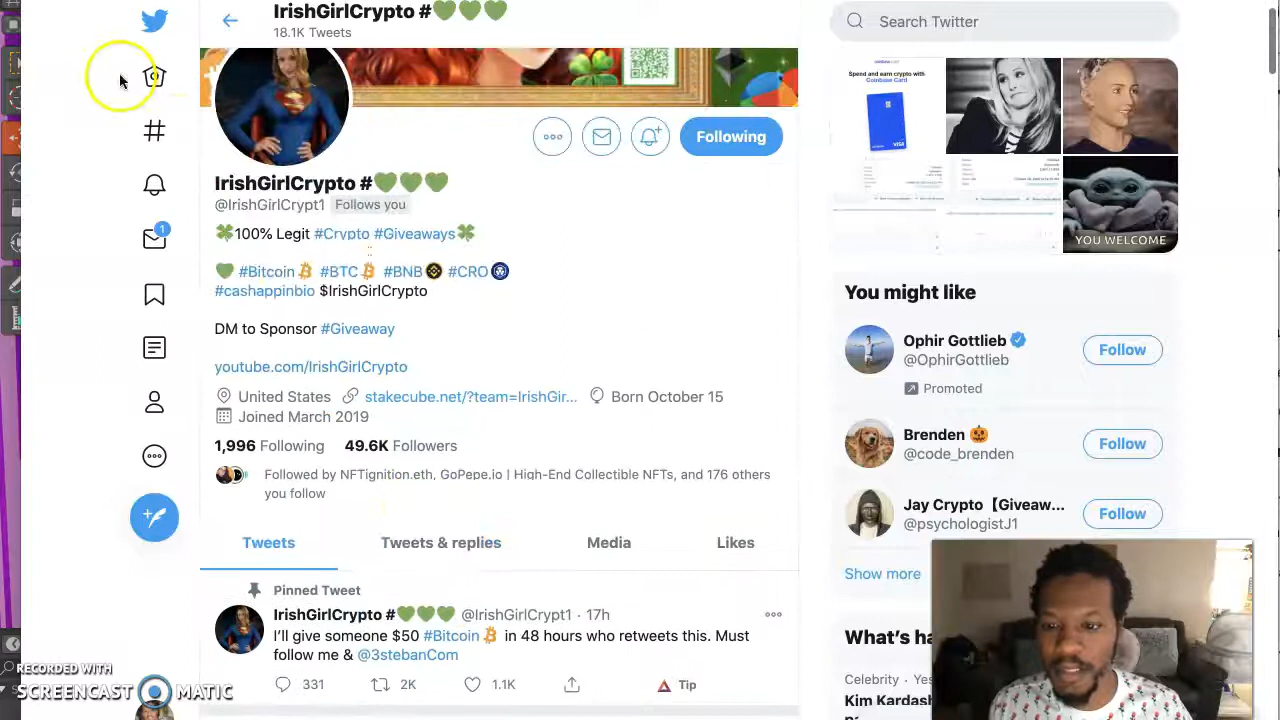 IrishGirlCrypto #💚💚💚
18.1K Tweets
Following
IrishGirlCrypto #💚💚💚
@IrishGirlCrypt1 Follows you
🍀100% Legit #Crypto #Giveaways🍀
💚 #Bitcoin #BTC #BNB #CRO
#cashappinbio $IrishGirlCrypto
DM to Sponsor #Giveaway
youtube.com/IrishGirlCrypto
United States stakecube.net/?team=IrishGir... Born October 15
Joined March 2019
1,996 Following 49.6K Followers
Followed by NFTignition.eth, GoPepe.io | High-End Collectible NFTs, and 176 others
you follow
Tweets Tweets & replies Media Likes
Pinned Tweet
IrishGirlCrypto #💚💚💚 @IrishGirlCrypt1 · 17h
I'll give someone $50 #Bitcoin in 48 hours who retweets this. Must
follow me & @3stebanCom
331 2K 1.1K Tip
1
Search Twitter
Spend and earn crypto with
Coinbase Card
VISA
YOU WELCOME
You might like
Ophir Gottlieb
@OphirGottlieb
Follow
Promoted
Brenden 🎃
@code_brenden
Follow
Jay Crypto【Giveaw...
@psychologistJ1
Follow
Show more
What's ha
Celebrity · Yes
Kim Kardash
RECORDED WITH
SCREENCAST MATIC